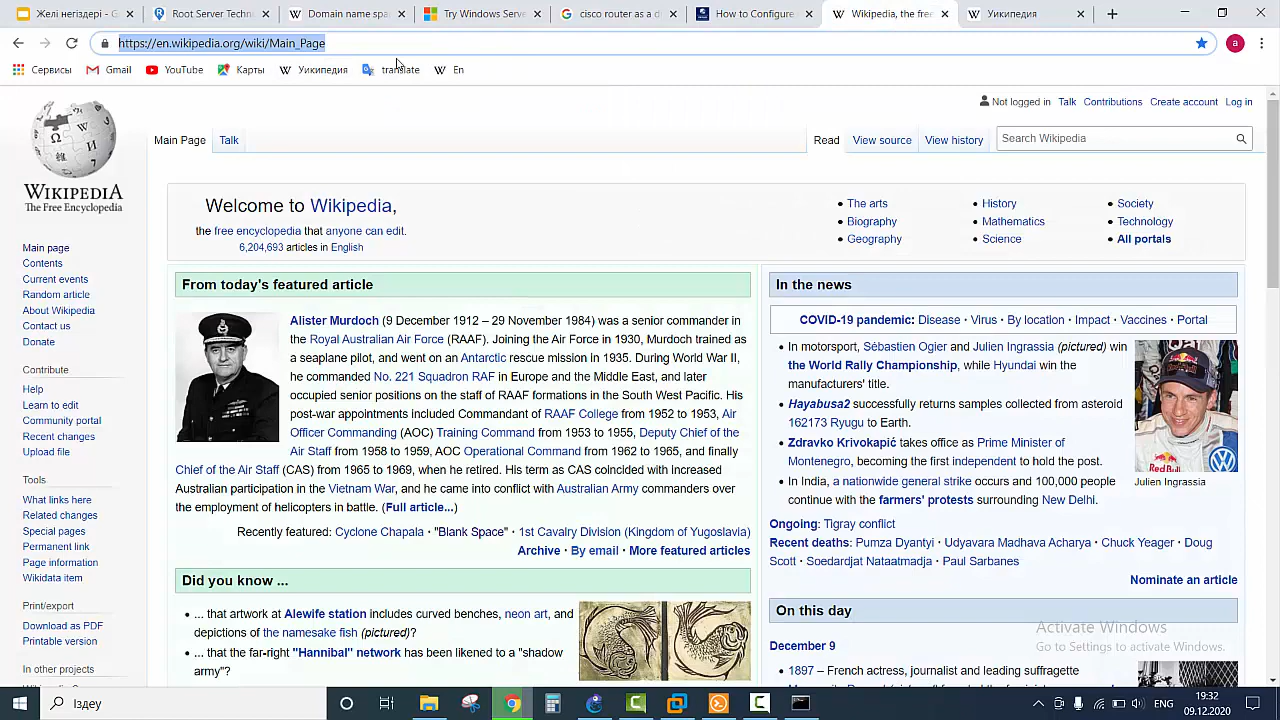 Желі негіздері - G
Root Server Techni
Domain name spa
Try Windows Serve
cisco router as a d
How to Configure
Wikipedia, the free
Уикипедия
https://en.wikipedia.org/wiki/Main_Page
a
Сервисы Gmail YouTube Карты Уикипедия translate En
Not logged in Talk Contributions Create account Log in
Main Page Talk Read View source View history Search Wikipedia
WIKIPEDIA
The Free Encyclopedia
Main page
Contents
Current events
Random article
About Wikipedia
Contact us
Donate
Contribute
Help
Learn to edit
Community portal
Recent changes
Upload file
Tools
What links here
Related changes
Special pages
Permanent link
Page information
Wikidata item
Print/export
Download as PDF
Printable version
In other projects
Welcome to Wikipedia,
the free encyclopedia that anyone can edit.
6,204,693 articles in English
The arts
Biography
Geography
History
Mathematics
Science
Society
Technology
All portals
From today's featured article
Alister Murdoch (9 December 1912 – 29 November 1984) was a senior commander in
the Royal Australian Air Force (RAAF). Joining the Air Force in 1930, Murdoch trained as
a seaplane pilot, and went on an Antarctic rescue mission in 1935. During World War II,
he commanded No. 221 Squadron RAF in Europe and the Middle East, and later
occupied senior positions on the staff of RAAF formations in the South West Pacific. His
post-war appointments included Commandant of RAAF College from 1952 to 1953, Air
Officer Commanding (AOC) Training Command from 1953 to 1955, Deputy Chief of the
Air Staff from 1958 to 1959, AOC Operational Command from 1962 to 1965, and finally
Chief of the Air Staff (CAS) from 1965 to 1969, when he retired. His term as CAS coincided with increased
Australian participation in the Vietnam War, and he came into conflict with Australian Army commanders over
the employment of helicopters in battle. (Full article...)
Recently featured: Cyclone Chapala · "Blank Space" · 1st Cavalry Division (Kingdom of Yugoslavia)
Archive · By email · More featured articles
Did you know ...
... that artwork at Alewife station includes curved benches, neon art, and
depictions of the namesake fish (pictured)?
... that the far-right "Hannibal" network has been likened to a "shadow
army"?
In the news
COVID-19 pandemic: Disease · Virus · By location · Impact · Vaccines · Portal
In motorsport, Sébastien Ogier and Julien Ingrassia (pictured) win
the World Rally Championship, while Hyundai win the
manufacturers' title.
Hayabusa2 successfully returns samples collected from asteroid
162173 Ryugu to Earth.
Zdravko Krivokapić takes office as Prime Minister of
Montenegro, becoming the first independent to hold the post.
In India, a nationwide general strike occurs and 100,000 people
continue with the farmers' protests surrounding New Delhi.
Red Bull
Julien Ingrassia
Ongoing: Tigray conflict
Recent deaths: Pumza Dyantyi · Udyavara Madhava Acharya · Chuck Yeager · Doug
Scott · Soedardjat Nataatmadja · Paul Sarbanes
Nominate an article
On this day
December 9
1897 – French actress, journalist and leading suffragette
Activate Windows
Go to Settings to activate Windows.
Іздеу
ENG
19:32
09.12.2020